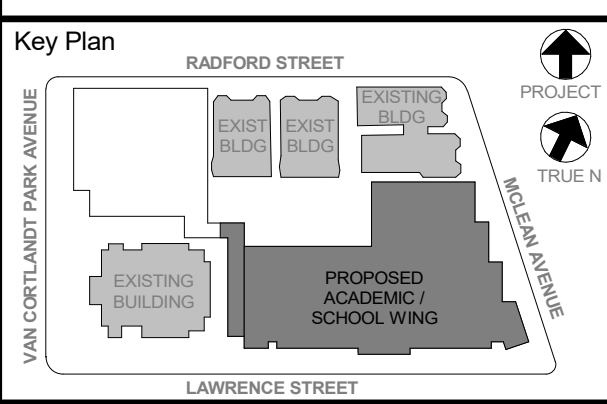 Key Plan
RADFORD STREET
PROJECT
TRUE N
VAN CORTLANDT PARK AVENUE
EXIST
BLDG
EXIST
BLDG
EXISTING
BLDG
MCLEAN AVENUE
EXISTING
BUILDING
PROPOSED
ACADEMIC /
SCHOOL WING
LAWRENCE STREET